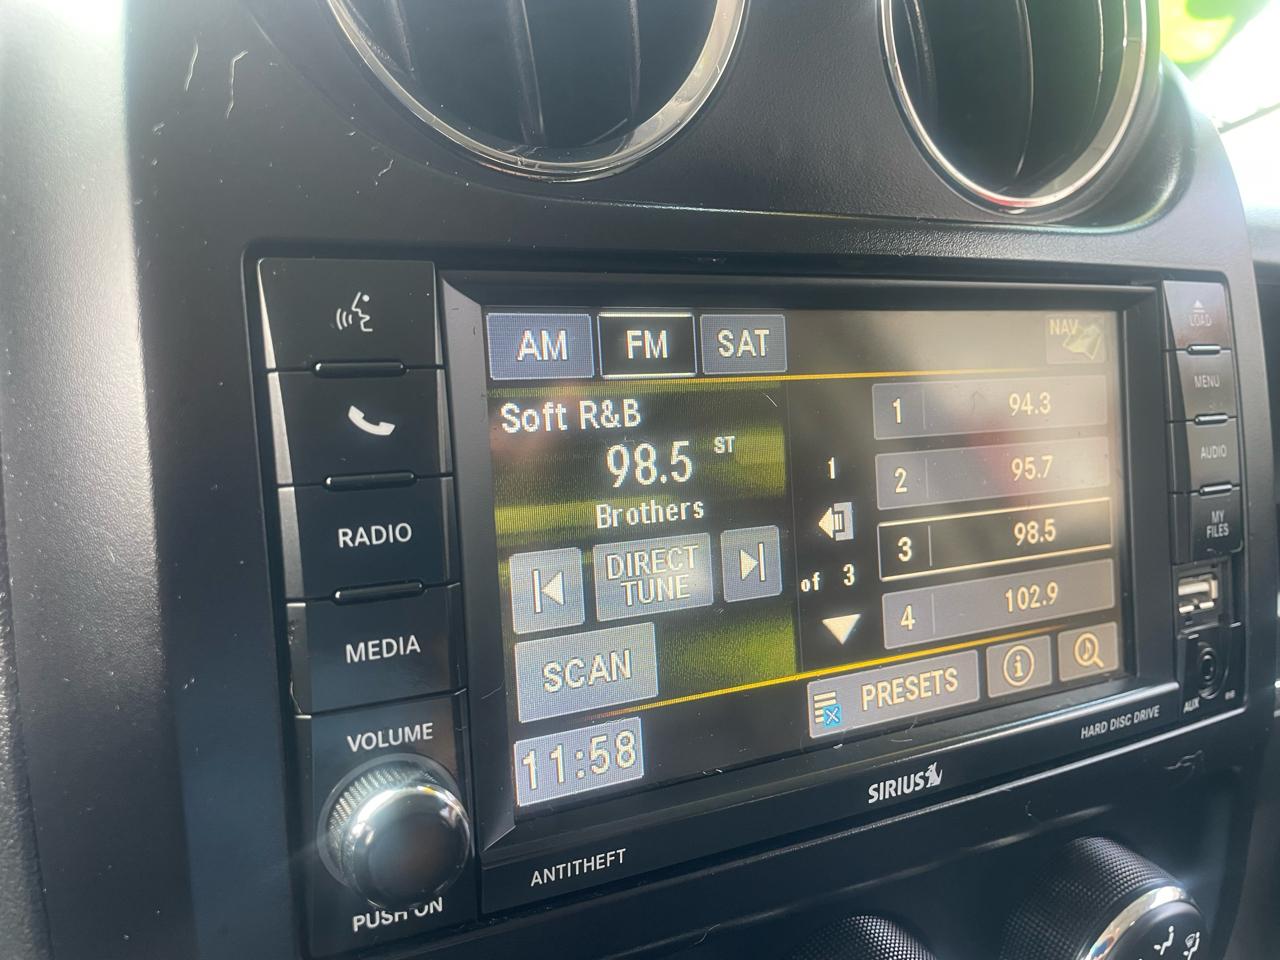 AM FM SAT
NAV
Soft R&B
98.5 ST
Brothers
DIRECT
TUNE
SCAN
11:58
1
of 3
1 94.3
2 95.7
3 98.5
4 102.9
PRESETS
i
RADIO
MEDIA
VOLUME
PUSH ON
ANTITHEFT
SIRIUS
HARD DISC DRIVE
LOAD
MENU
AUDIO
MY
FILES
AUX